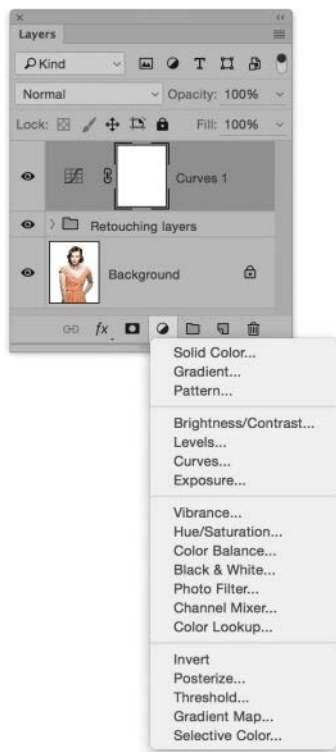 Layers
Kind
T
Normal Opacity: 100%
Lock: Fill: 100%
Curves 1
Retouching layers
Background
fx
Solid Color...
Gradient...
Pattern...
Brightness/Contrast...
Levels...
Curves...
Exposure...
Vibrance...
Hue/Saturation...
Color Balance...
Black & White...
Photo Filter...
Channel Mixer...
Color Lookup...
Invert
Posterize...
Threshold...
Gradient Map...
Selective Color...